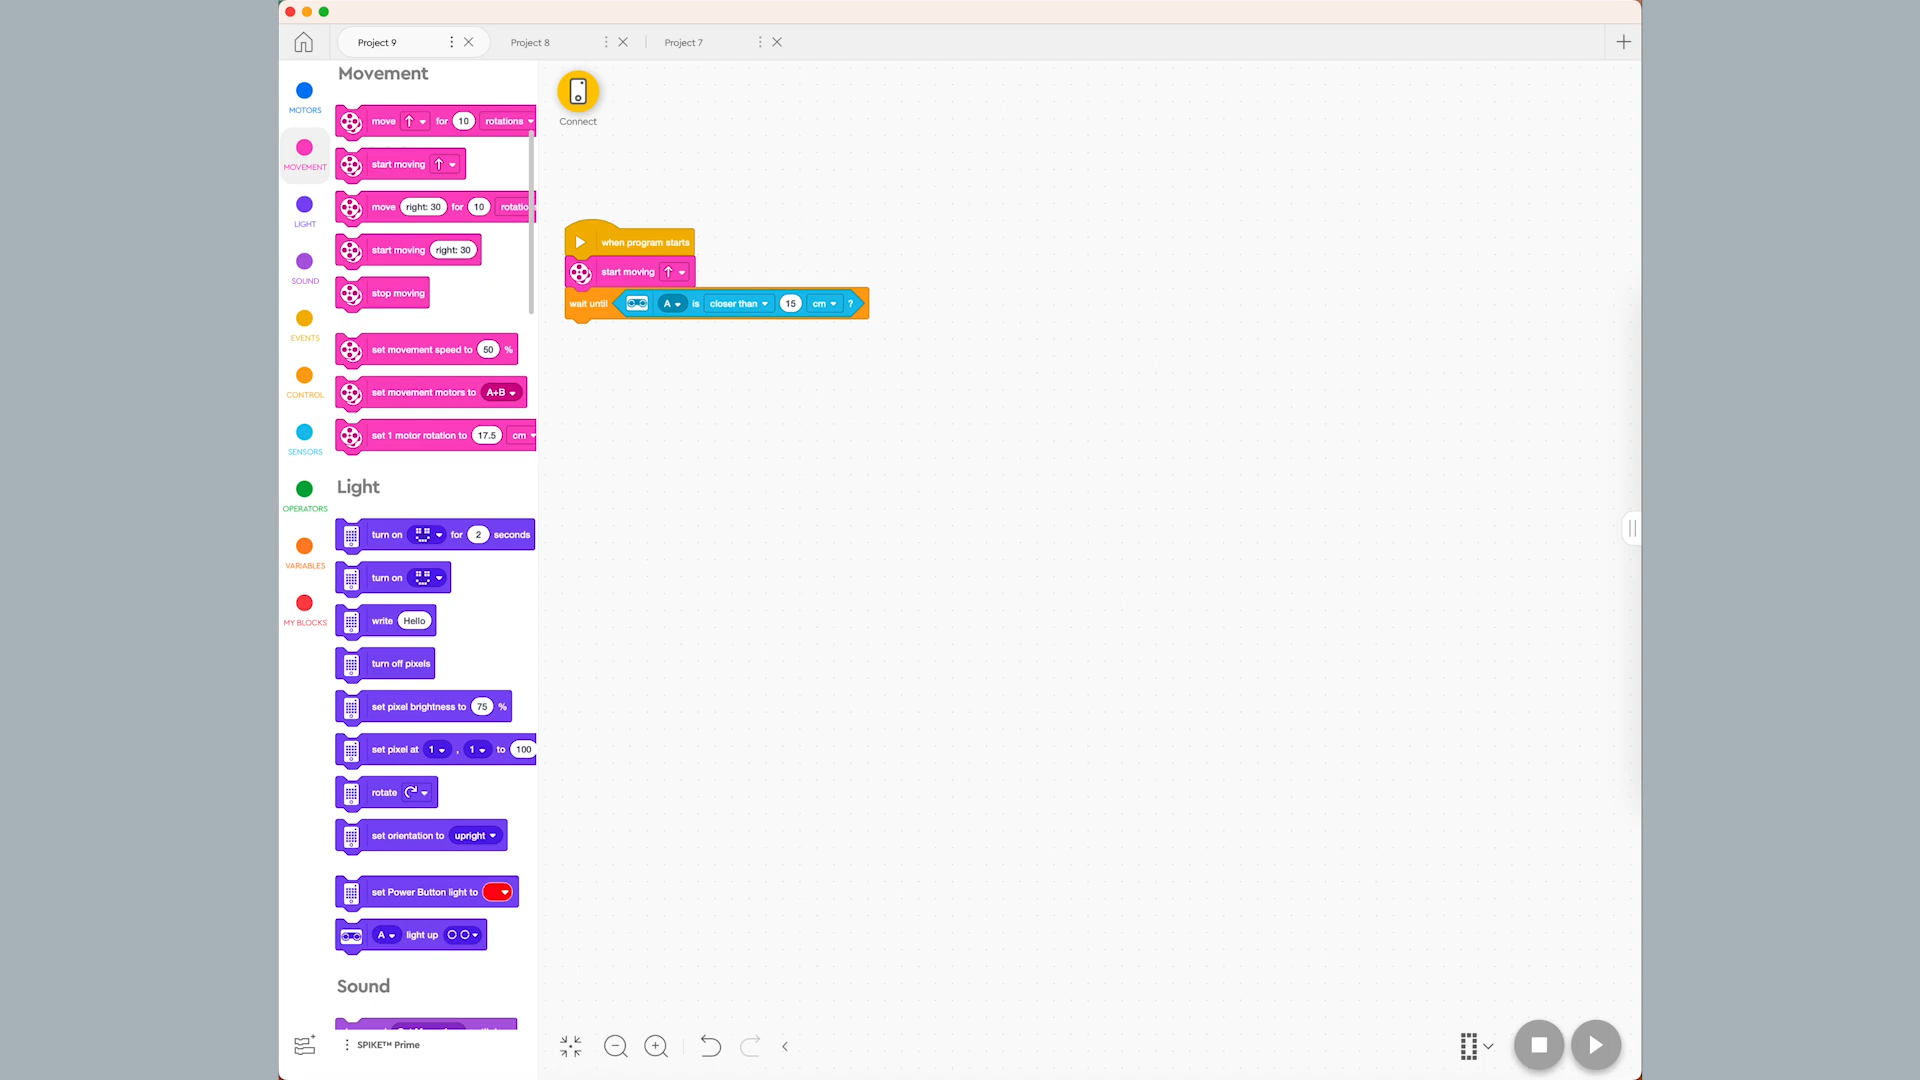 Project 9
Project 8
Project 7
MOTORS
MOVEMENT
LIGHT
SOUND
EVENTS
CONTROL
SENSORS
OPERATORS
VARIABLES
MY BLOCKS
Movement
move for 10 rotations
start moving
move right: 30 for 10
start moving right: 30
stop moving
set movement speed to 50 %
set movement motors to A+B
set 1 motor rotation to 17.5 cm
Light
turn on for 2 seconds
turn on
write Hello
turn off pixels
set pixel brightness to 75 %
set pixel at 1 , 1 to 100
rotate
set orientation to upright
set Power Button light to
A light up
Sound
SPIKE™ Prime
Connect
when program starts
start moving
wait until A is closer than 15 cm ?